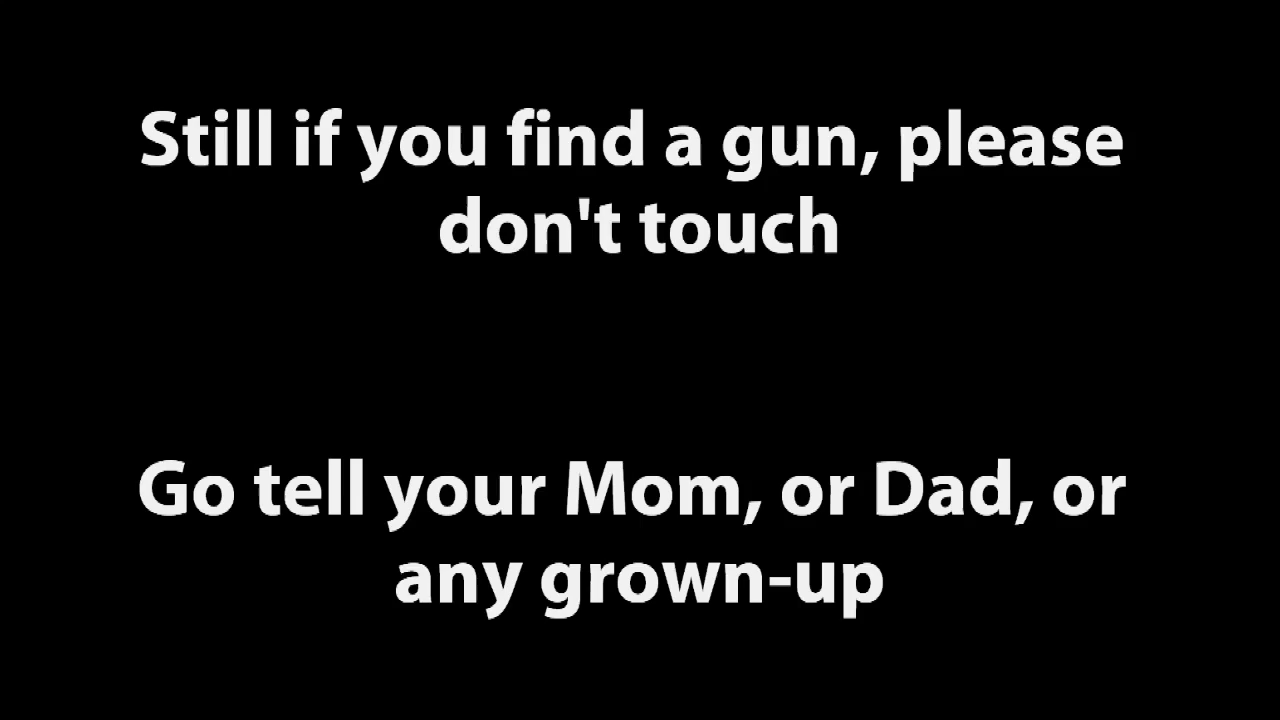 Still if you find a gun, please
don't touch
Go tell your Mom, or Dad, or
any grown-up